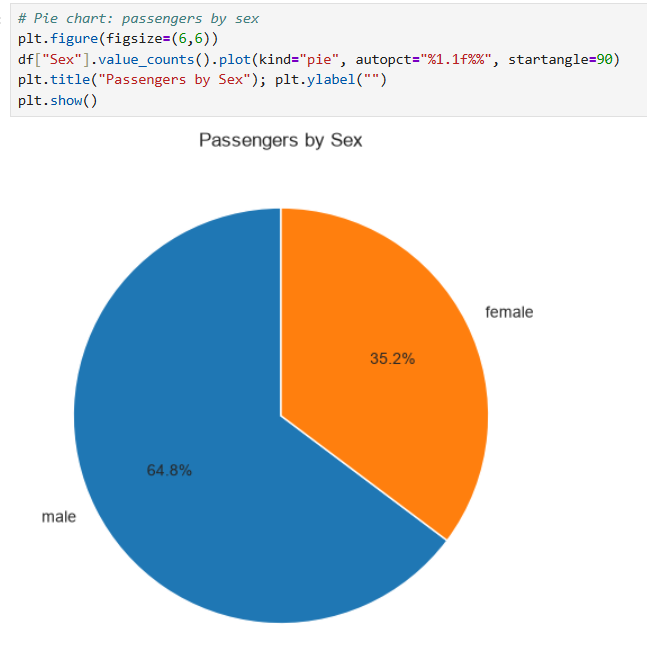 # Pie chart: passengers by sex
plt.figure(figsize=(6,6))
df["Sex"].value_counts().plot(kind="pie", autopct="%1.1f%%", startangle=90)
plt.title("Passengers by Sex"); plt.ylabel("")
plt.show()
Passengers by Sex
female
35.2%
64.8%
male